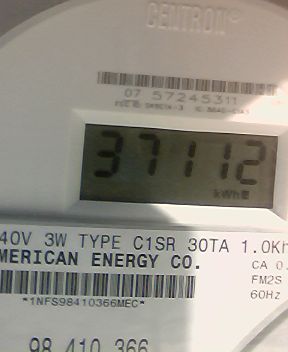 CENTRON®
07 57245311
37112
kWh
40V 3W TYPE C1SR 30TA 1.0Kh
MERICAN ENERGY CO.
CA 0.
FM2S
*1NFS98410366MEC*
60Hz
98 410 366